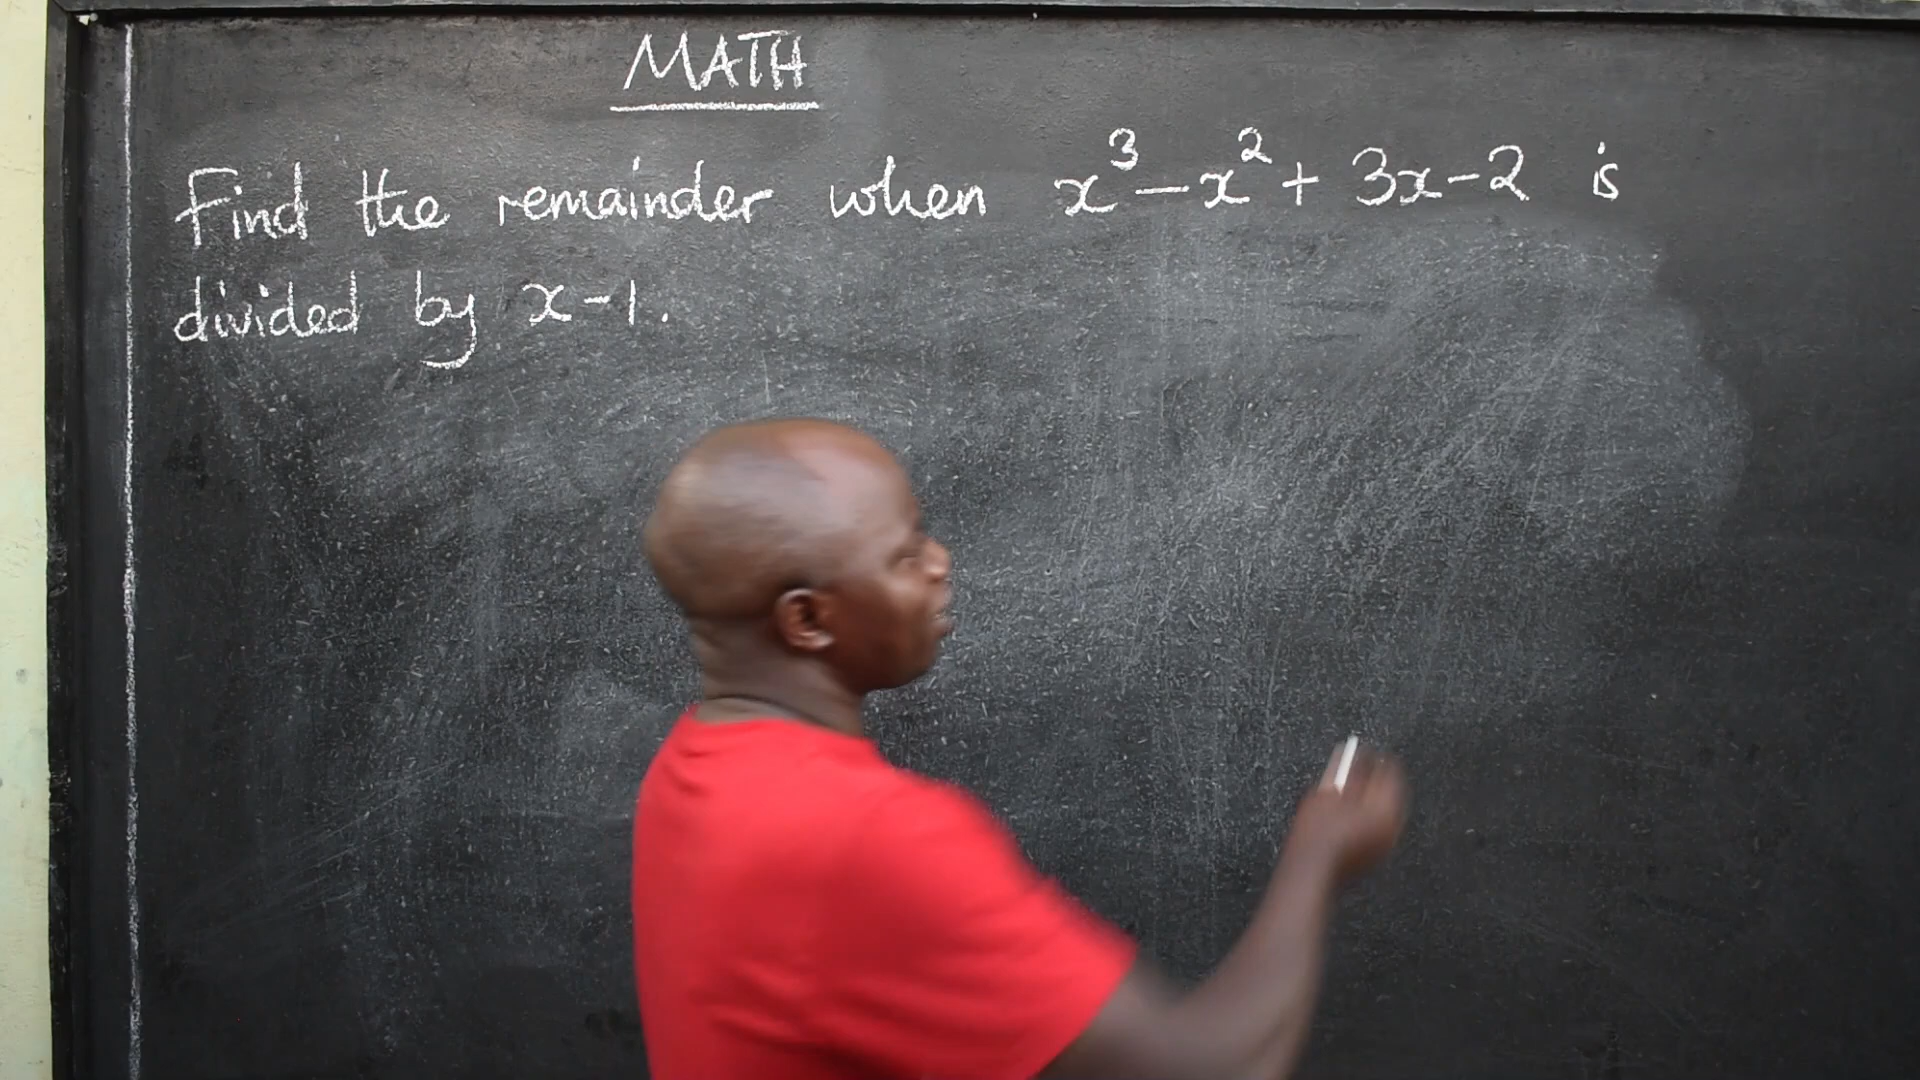 MATH
Find the remainder when x³ - x² + 3x - 2 is
divided by x - 1.